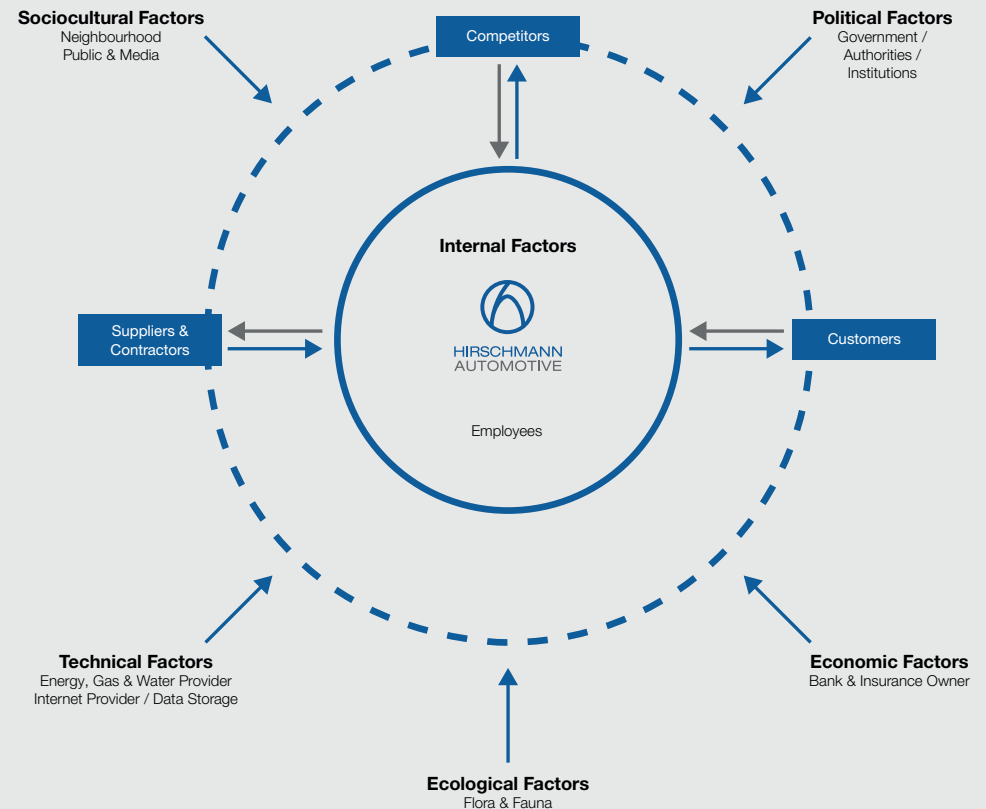 Sociocultural Factors
Neighbourhood
Public & Media
Competitors
Political Factors
Government /
Authorities /
Institutions
Internal Factors
HIRSCHMANN
AUTOMOTIVE
Employees
Suppliers &
Contractors
Customers
Technical Factors
Energy, Gas & Water Provider
Internet Provider / Data Storage
Economic Factors
Bank & Insurance Owner
Ecological Factors
Flora & Fauna